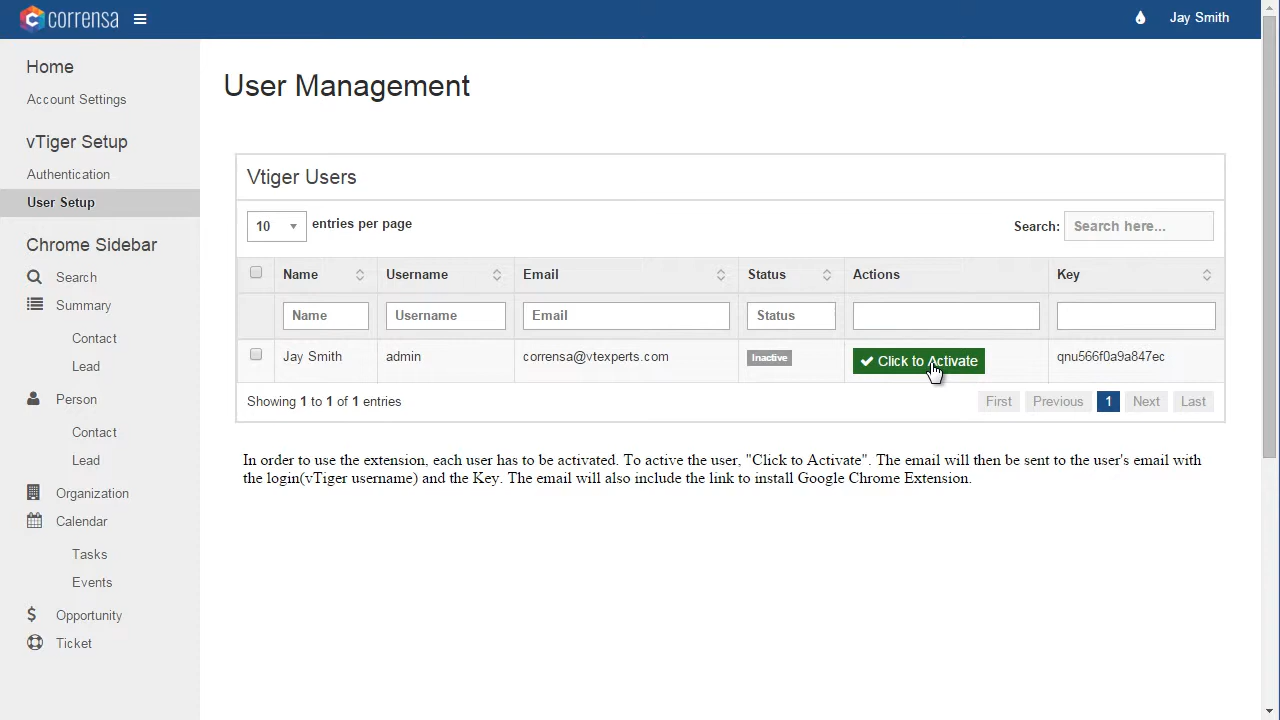 corrensa
Jay Smith
Home
Account Settings
vTiger Setup
Authentication
User Setup
Chrome Sidebar
Search
Summary
Contact
Lead
Person
Contact
Lead
Organization
Calendar
Tasks
Events
$ Opportunity
Ticket
User Management
Vtiger Users
10 entries per page
Search: Search here...
Name Username Email Status Actions Key
Name Username Email Status
Jay Smith admin corrensa@vtexperts.com Inactive Click to Activate qnu566f0a9a847ec
Showing 1 to 1 of 1 entries First Previous 1 Next Last
In order to use the extension, each user has to be activated. To active the user, "Click to Activate". The email will then be sent to the user's email with
the login(vTiger username) and the Key. The email will also include the link to install Google Chrome Extension.